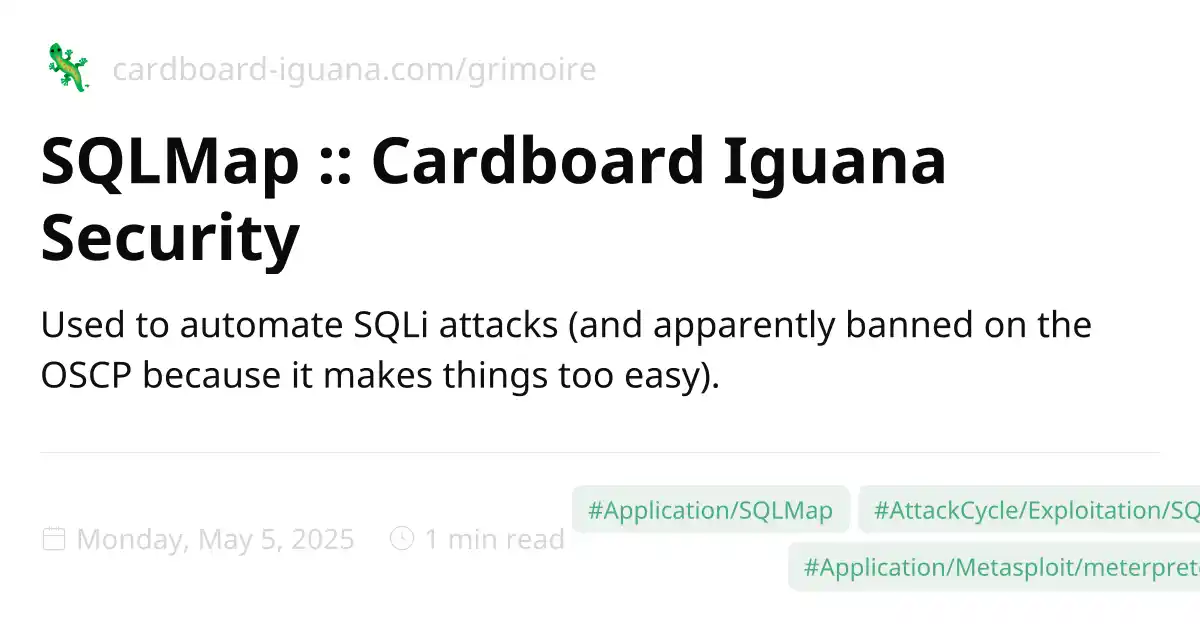 cardboard-iguana.com/grimoire
SQLMap :: Cardboard Iguana
Security
Used to automate SQLi attacks (and apparently banned on the
OSCP because it makes things too easy).
#Application/SQLMap #AttackCycle/Exploitation/SQ
Monday, May 5, 2025 1 min read
#Application/Metasploit/meterpret